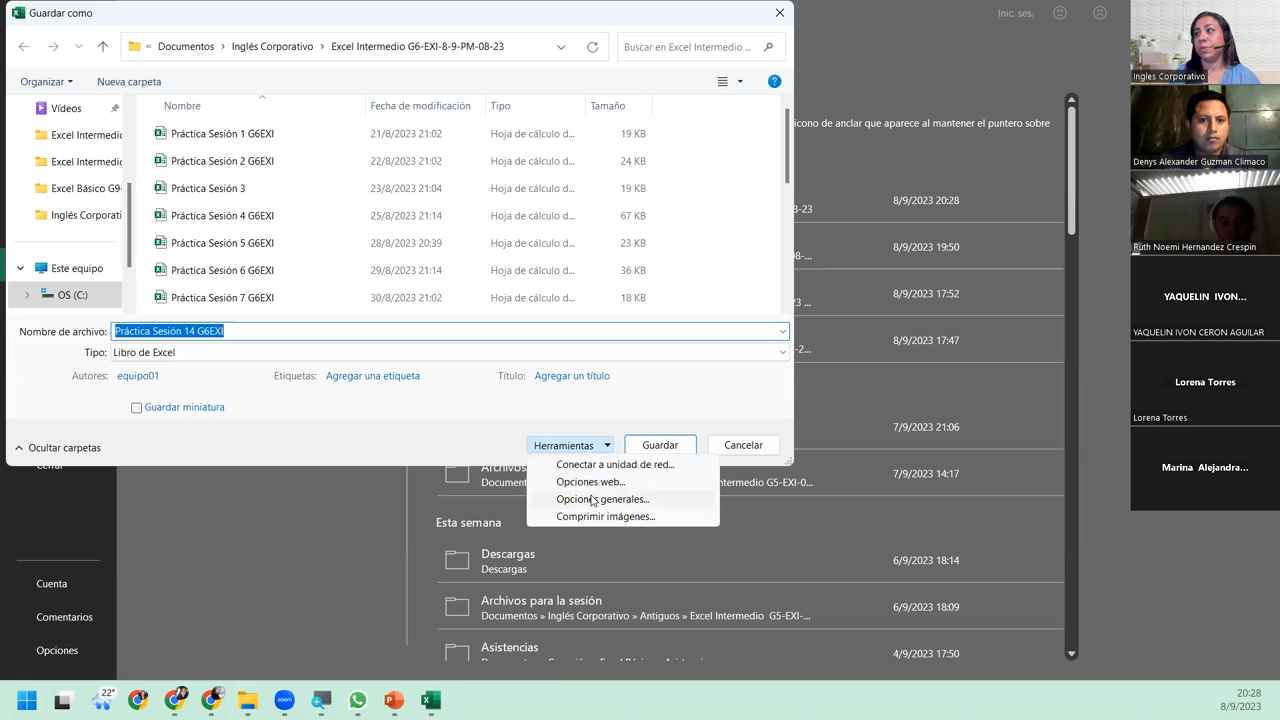 Guardar como
Inic. ses.
« Documentos > Inglés Corporativo > Excel Intermedio G6-EXI-8-9-PM-08-23
Buscar en Excel Intermedio ...
Organizar
Nueva carpeta
Nombre
Fecha de modificación
Tipo
Tamaño
Vídeos
Excel Intermedi
Excel Intermedi
Excel Básico G9-
Inglés Corporati
Este equipo
OS (C:)
Práctica Sesión 1 G6EXI 21/8/2023 21:02 Hoja de cálculo d... 19 KB
Práctica Sesión 2 G6EXI 22/8/2023 21:02 Hoja de cálculo d... 24 KB
Práctica Sesión 3 23/8/2023 21:04 Hoja de cálculo d... 19 KB
Práctica Sesión 4 G6EXI 25/8/2023 21:14 Hoja de cálculo d... 67 KB
Práctica Sesión 5 G6EXI 28/8/2023 20:39 Hoja de cálculo d... 23 KB
Práctica Sesión 6 G6EXI 29/8/2023 21:14 Hoja de cálculo d... 36 KB
Práctica Sesión 7 G6EXI 30/8/2023 21:02 Hoja de cálculo d... 18 KB
Nombre de archivo: Práctica Sesión 14 G6EXI
Tipo: Libro de Excel
Autores: equipo01
Etiquetas: Agregar una etiqueta
Título: Agregar un título
Guardar miniatura
Ocultar carpetas
Herramientas
Guardar
Cancelar
Conectar a unidad de red...
Opciones web...
Opciones generales...
Comprimir imágenes...
icono de anclar que aparece al mantener el puntero sobre
8-23 8/9/2023 20:28
08-... 8/9/2023 19:50
23 ... 8/9/2023 17:52
-2... 8/9/2023 17:47
7/9/2023 21:06
Archivos 7/9/2023 14:17
Docume
ermedio G5-EXI-0...
Esta semana
Descargas 6/9/2023 18:14
Descargas
Archivos para la sesión 6/9/2023 18:09
Documentos » Inglés Corporativo » Antiguos » Excel Intermedio G5-EXI-...
Asistencias 4/9/2023 17:50
Cerrar
Cuenta
Comentarios
Opciones
Ingles Corporativo
Denys Alexander Guzman Climaco
Ruth Noemi Hernandez Crespin
YAQUELIN IVON...
YAQUELIN IVON CERON AGUILAR
Lorena Torres
Lorena Torres
Marina Alejandra...
22°
zoom
20:28
8/9/2023